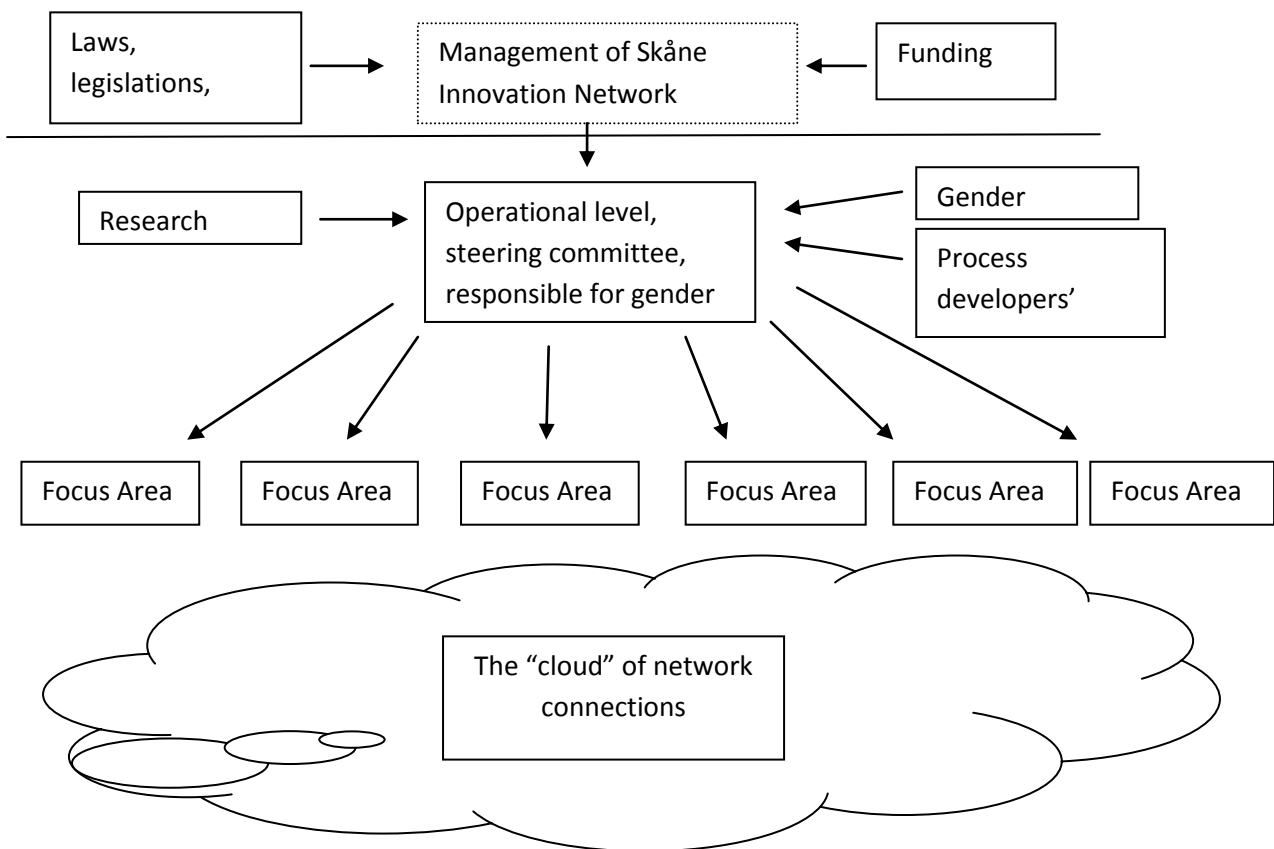 Laws,
legislations,
Management of Skåne
Innovation Network
Funding
Research
Operational level,
steering committee,
responsible for gender
Gender
Process
developers’
Focus Area
Focus Area
Focus Area
Focus Area
Focus Area
Focus Area
The “cloud” of network
connections